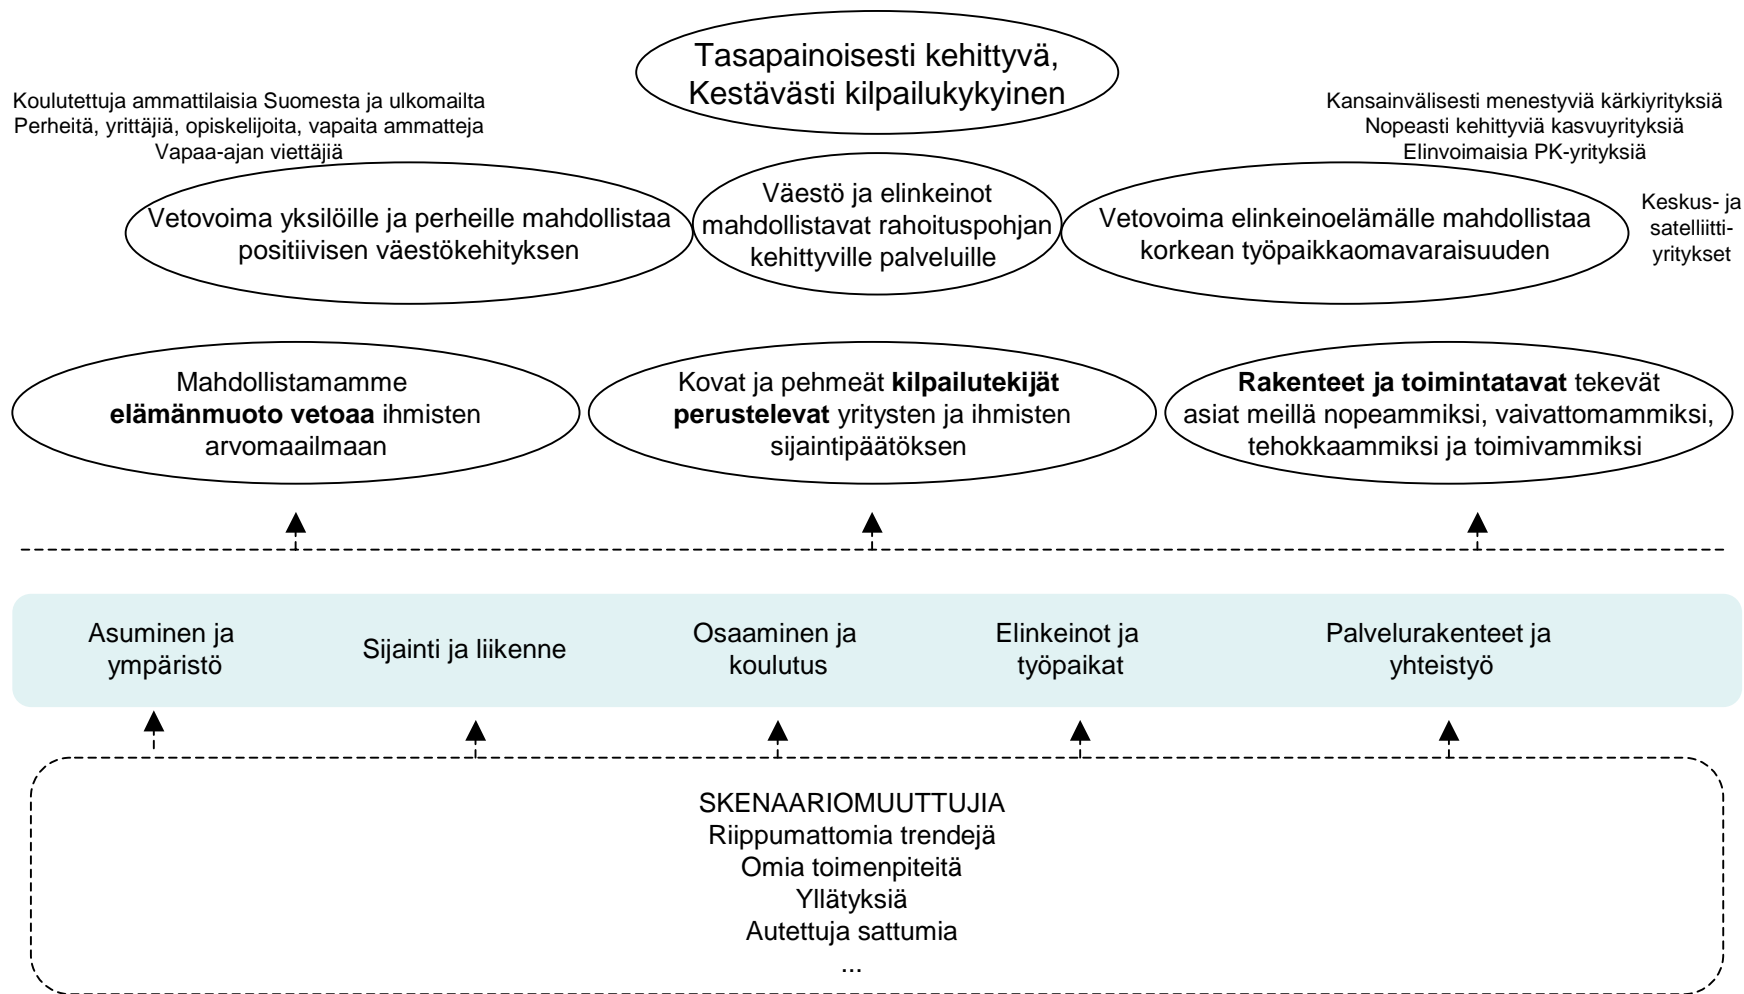 Tasapainoisesti kehittyvä,
Kestävästi kilpailukykyinen
Koulutettuja ammattilaisia Suomesta ja ulkomailta
Perheitä, yrittäjiä, opiskelijoita, vapaita ammatteja
Vapaa-ajan viettäjiä
Kansainvälisesti menestyviä kärkiyrityksiä
Nopeasti kehittyviä kasvuyrityksiä
Elinvoimaisia PK-yrityksiä
Vetovoima yksilöille ja perheille mahdollistaa
positiivisen väestökehityksen
Väestö ja elinkeinot
mahdollistavat rahoituspohjan
kehittyville palveluille
Vetovoima elinkeinoelämälle mahdollistaa
korkean työpaikkaomavaraisuuden
Keskus- ja
satelliitti-
yritykset
Mahdollistamamme
elämänmuoto vetoaa ihmisten
arvomaailmaan
Kovat ja pehmeät kilpailutekijät
perustelevat yritysten ja ihmisten
sijaintipäätöksen
Rakenteet ja toimintatavat tekevät
asiat meillä nopeammiksi, vaivattomammiksi,
tehokkaammiksi ja toimivammiksi
Asuminen ja
ympäristö
Sijainti ja liikenne
Osaaminen ja
koulutus
Elinkeinot ja
työpaikat
Palvelurakenteet ja
yhteistyö
SKENAARIOMUUTTUJIA
Riippumattomia trendejä
Omia toimenpiteitä
Yllätyksiä
Autettuja sattumia
...